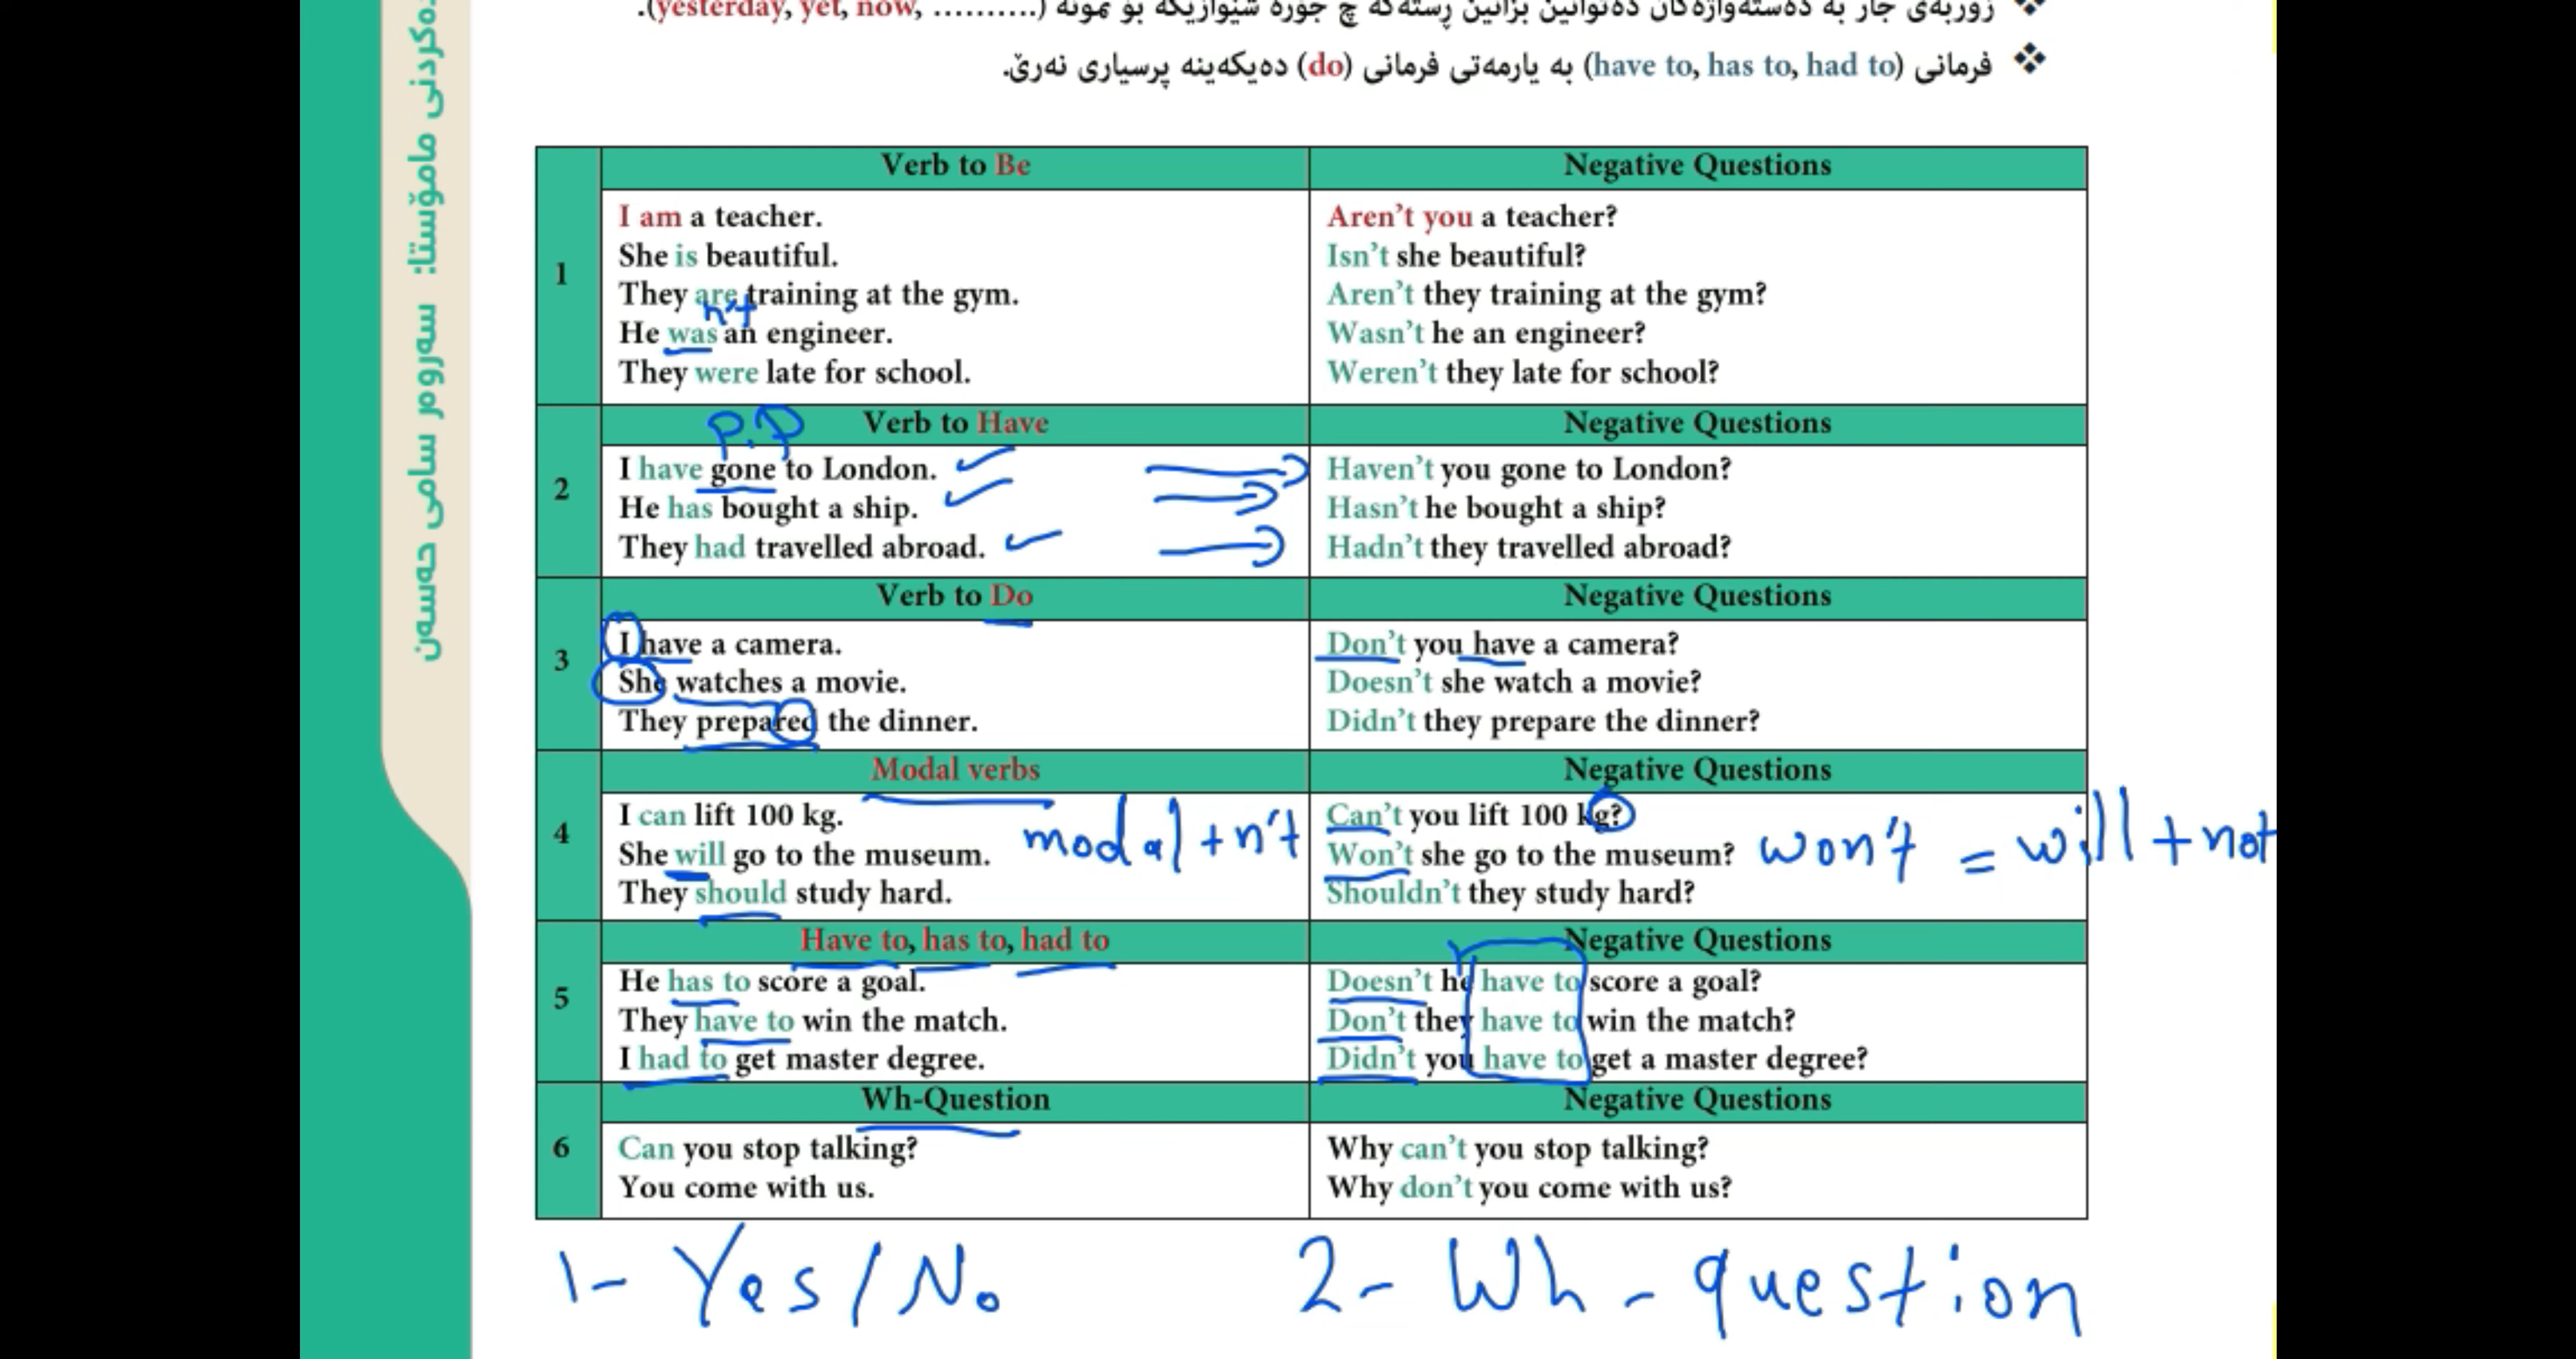 زۆربەی جار بە دەستەواژەکان دەتوانین بزانین ڕستەکە چ جۆرە شێوازێکە بۆ نموونە (yesterday, yet, now, ..........).
❖ فرمانی (have to, has to, had to) بە یارمەتی فرمانی (do) دەیکەینە پرسیاری نەرێ.
مامۆستا: سەروەر سامی حەسەن
Verb to Be
Negative Questions
1
I am a teacher.
Aren't you a teacher?
She is beautiful.
Isn't she beautiful?
They are training at the gym.
Aren't they training at the gym?
n't
He was an engineer.
Wasn't he an engineer?
They were late for school.
Weren't they late for school?
P.P
Verb to Have
Negative Questions
2
I have gone to London.
Haven't you gone to London?
He has bought a ship.
Hasn't he bought a ship?
They had travelled abroad.
Hadn't they travelled abroad?
Verb to Do
Negative Questions
3
I have a camera.
Don't you have a camera?
She watches a movie.
Doesn't she watch a movie?
They prepared the dinner.
Didn't they prepare the dinner?
Modal verbs
Negative Questions
4
I can lift 100 kg.
Can't you lift 100 kg?
She will go to the museum.
modal + n't
Won't she go to the museum?
won't = will + not
They should study hard.
Shouldn't they study hard?
Have to, has to, had to
Negative Questions
5
He has to score a goal.
Doesn't he have to score a goal?
They have to win the match.
Don't they have to win the match?
I had to get master degree.
Didn't you have to get a master degree?
Wh-Question
Negative Questions
6
Can you stop talking?
Why can't you stop talking?
You come with us.
Why don't you come with us?
1- Yes/No
2- Wh-question